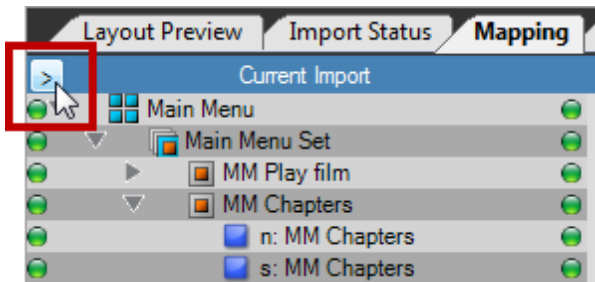 Layout Preview Import Status Mapping
> Current Import
Main Menu
Main Menu Set
MM Play film
MM Chapters
n: MM Chapters
s: MM Chapters